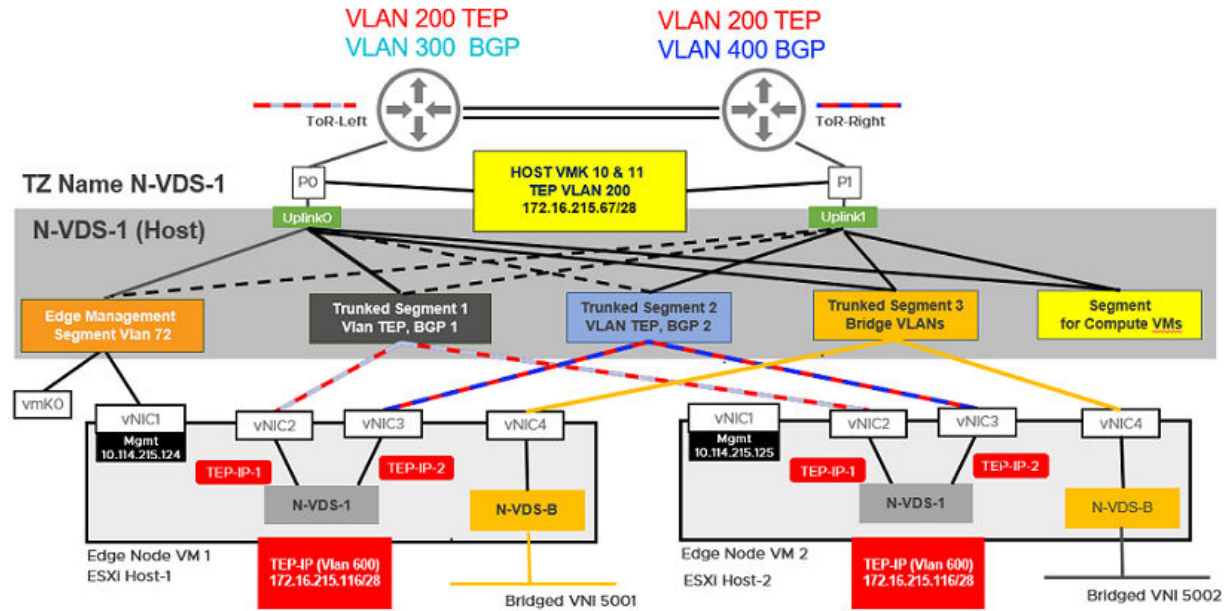 VLAN 200 TEP
VLAN 300 BGP
VLAN 200 TEP
VLAN 400 BGP
ToR-Left
ToR-Right
TZ Name N-VDS-1
P0
HOST VMK 10 & 11
TEP VLAN 200
172.16.215.67/28
P1
Uplink0
Uplink1
N-VDS-1 (Host)
Edge Management
Segment Vlan 72
Trunked Segment 1
Vlan TEP, BGP 1
Trunked Segment 2
VLAN TEP, BGP 2
Trunked Segment 3
Bridge VLANs
Segment
for Compute VMs
vmK0
vNIC1
Mgmt
10.114.215.124
vNIC2
vNIC3
vNIC4
TEP-IP-1
TEP-IP-2
N-VDS-1
N-VDS-B
Edge Node VM 1
ESXI Host-1
TEP-IP (Vlan 600)
172.16.215.116/28
Bridged VNI 5001
vNIC1
Mgmt
10.114.215.125
vNIC2
vNIC3
vNIC4
TEP-IP-1
TEP-IP-2
N-VDS-1
N-VDS-B
Edge Node VM 2
ESXI Host-2
TEP-IP (Vlan 600)
172.16.215.116/28
Bridged VNI 5002